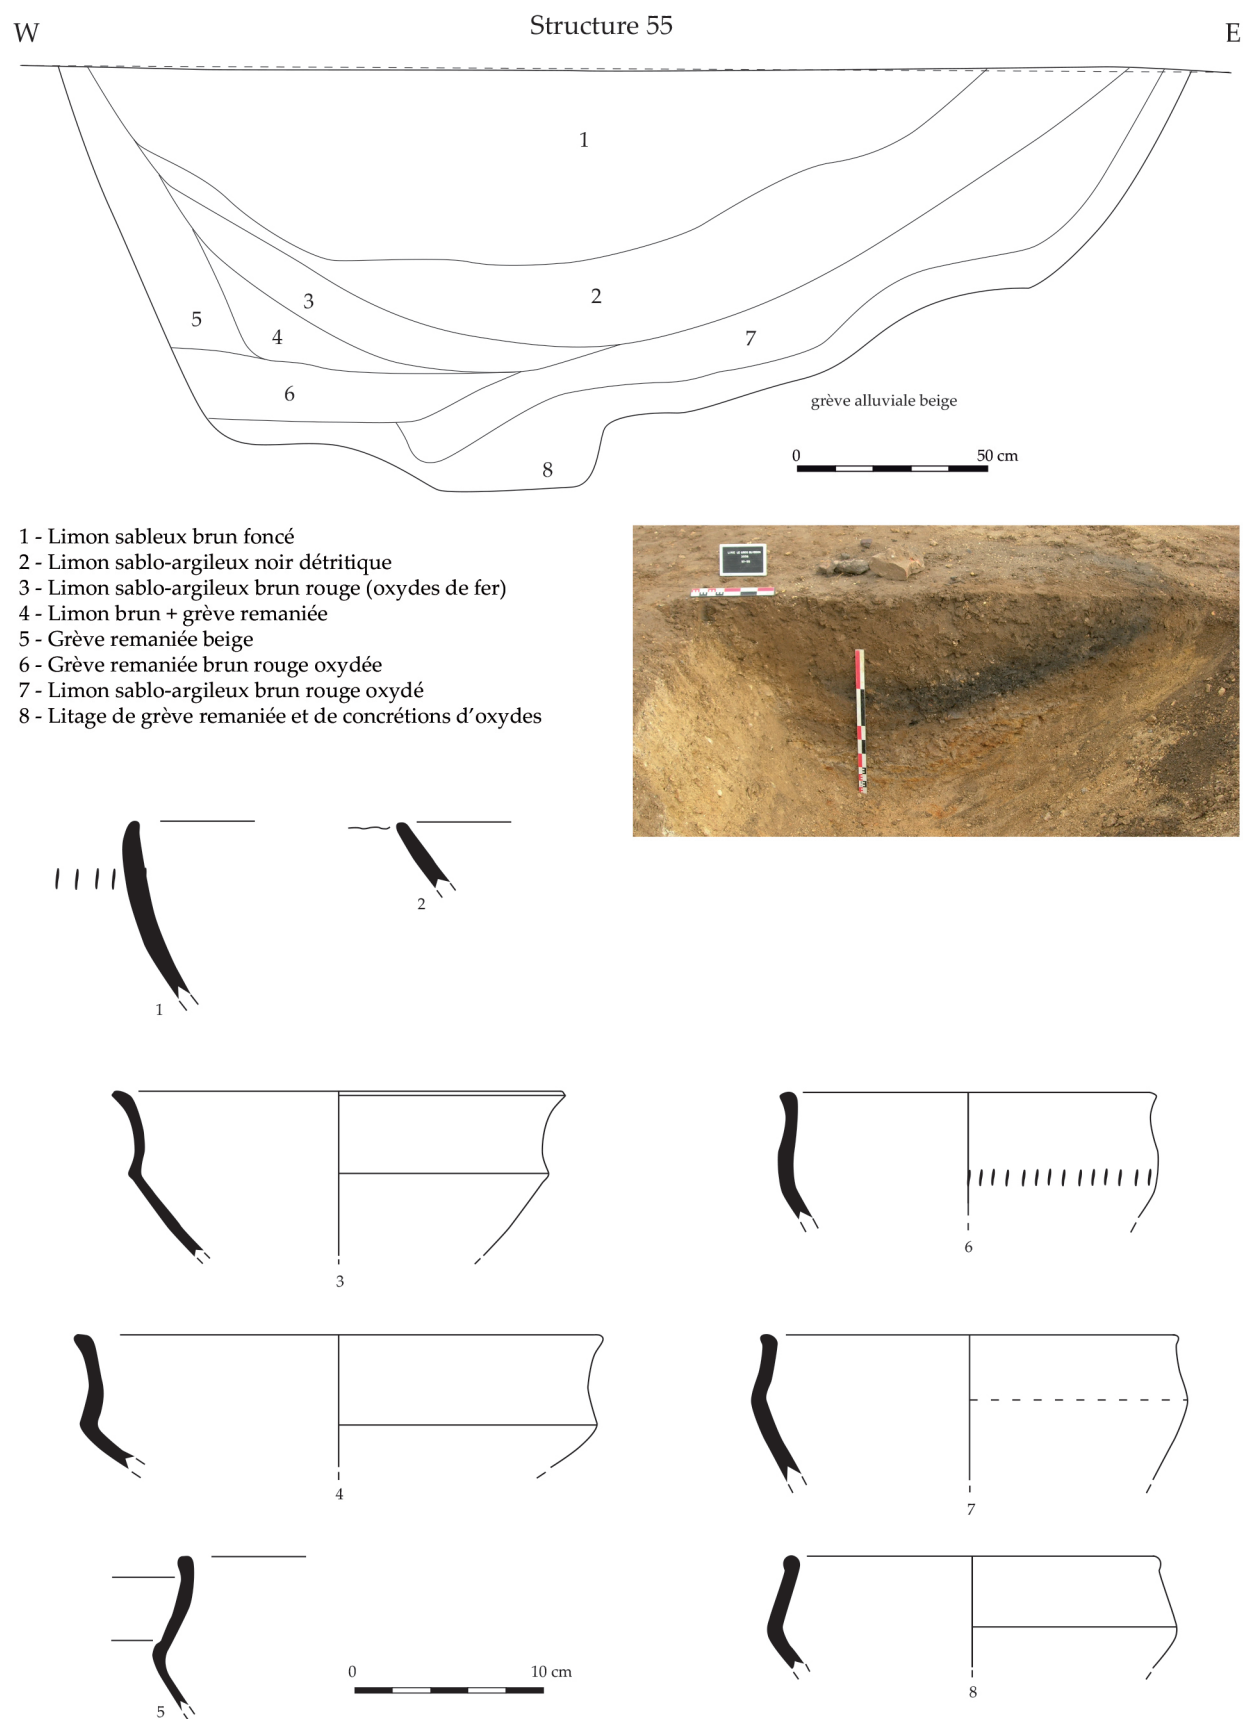 Structure 55
W
E
1
2
3
4
5
6
7
8
grève alluviale beige
0 50 cm
1 - Limon sableux brun foncé
2 - Limon sablo-argileux noir détritique
3 - Limon sablo-argileux brun rouge (oxydes de fer)
4 - Limon brun + grève remaniée
5 - Grève remaniée beige
6 - Grève remaniée brun rouge oxydée
7 - Limon sablo-argileux brun rouge oxydé
8 - Litage de grève remaniée et de concrétions d'oxydes
1
2
3
6
4
7
0 10 cm
5
8